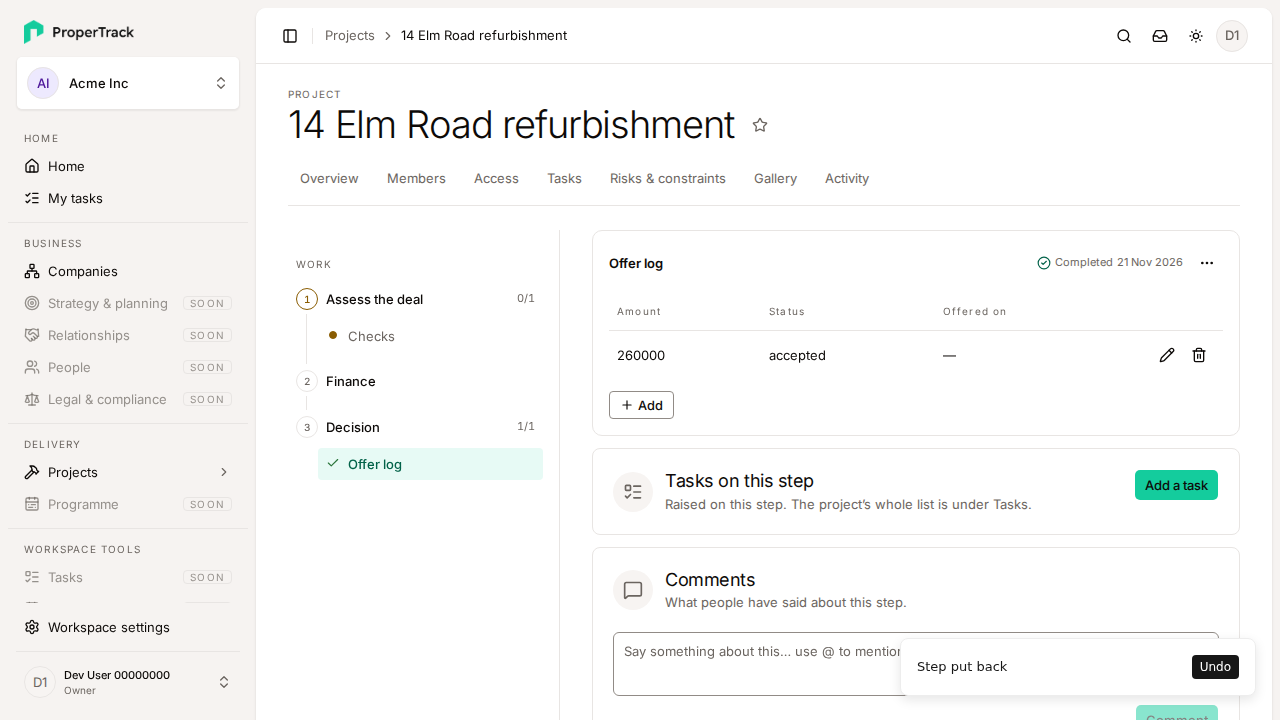 ProperTrack
Projects
14 Elm Road refurbishment
D1
AI
Acme Inc
HOME
Home
My tasks
BUSINESS
Companies
Strategy & planning SOON
Relationships SOON
People SOON
Legal & compliance SOON
DELIVERY
Projects
Programme SOON
WORKSPACE TOOLS
Tasks SOON
Workspace settings
D1
Dev User 00000000
Owner
PROJECT
14 Elm Road refurbishment
Overview Members Access Tasks Risks & constraints Gallery Activity
WORK
1 Assess the deal 0/1
Checks
2 Finance
3 Decision 1/1
Offer log
Offer log Completed 21 Nov 2026
Amount Status Offered on
260000 accepted —
Add
Tasks on this step
Raised on this step. The project’s whole list is under Tasks.
Add a task
Comments
What people have said about this step.
Say something about this… use @ to mention
Comment
Step put back
Undo